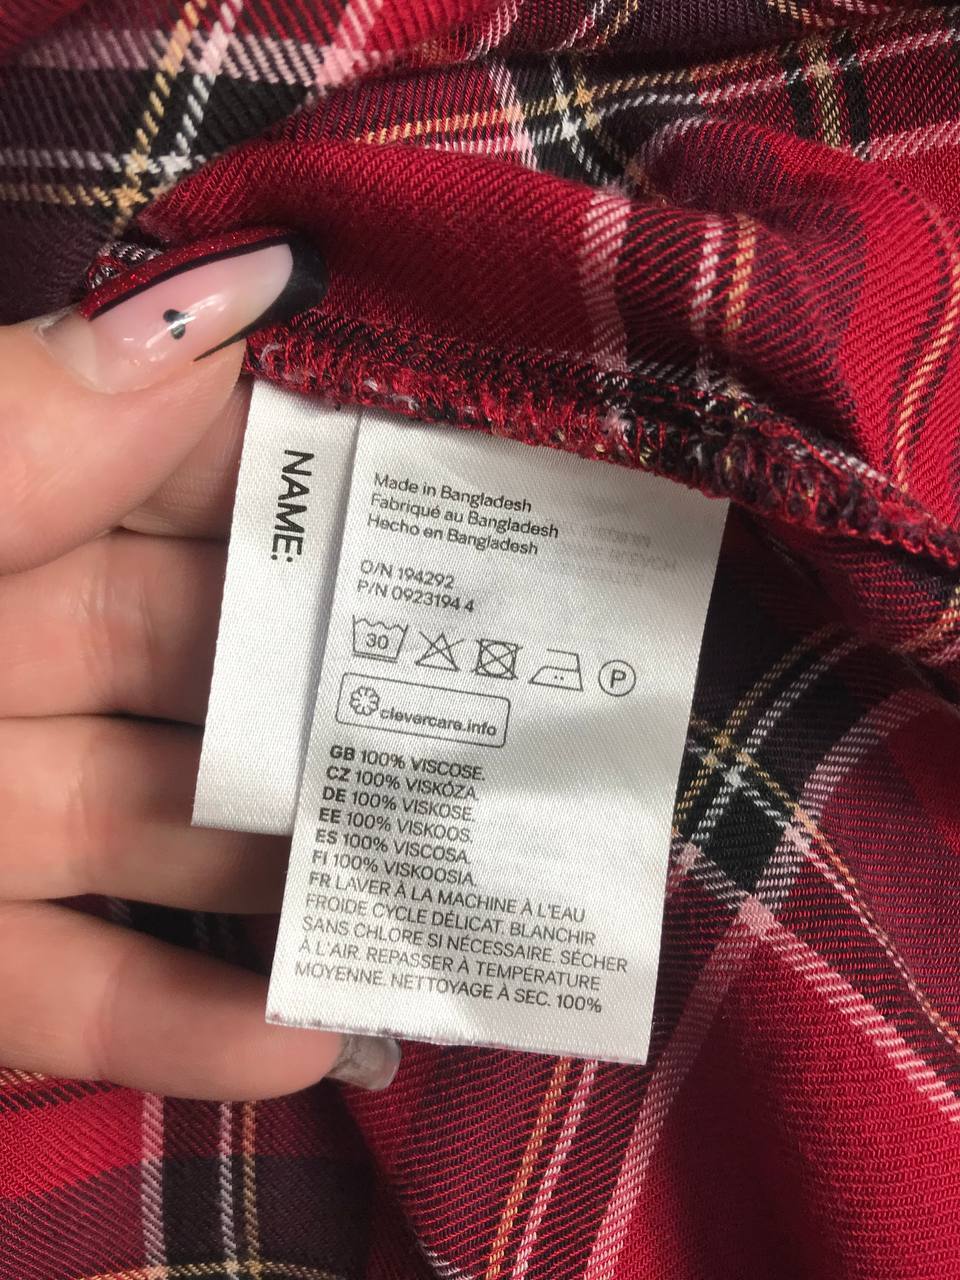 NAME:
Made in Bangladesh
Fabriqué au Bangladesh
Hecho en Bangladesh
O/N 194292
P/N 0923194 4
30
P
clevercare.info
GB 100% VISCOSE.
CZ 100% VISKÓZA.
DE 100% VISKOSE.
EE 100% VISKOOS.
ES 100% VISCOSA.
FI 100% VISKOOSIA.
FR LAVER À LA MACHINE À L'EAU
FROIDE CYCLE DÉLICAT. BLANCHIR
SANS CHLORE SI NÉCESSAIRE. SÉCHER
À L'AIR. REPASSER À TEMPÉRATURE
MOYENNE. NETTOYAGE À SEC. 100%